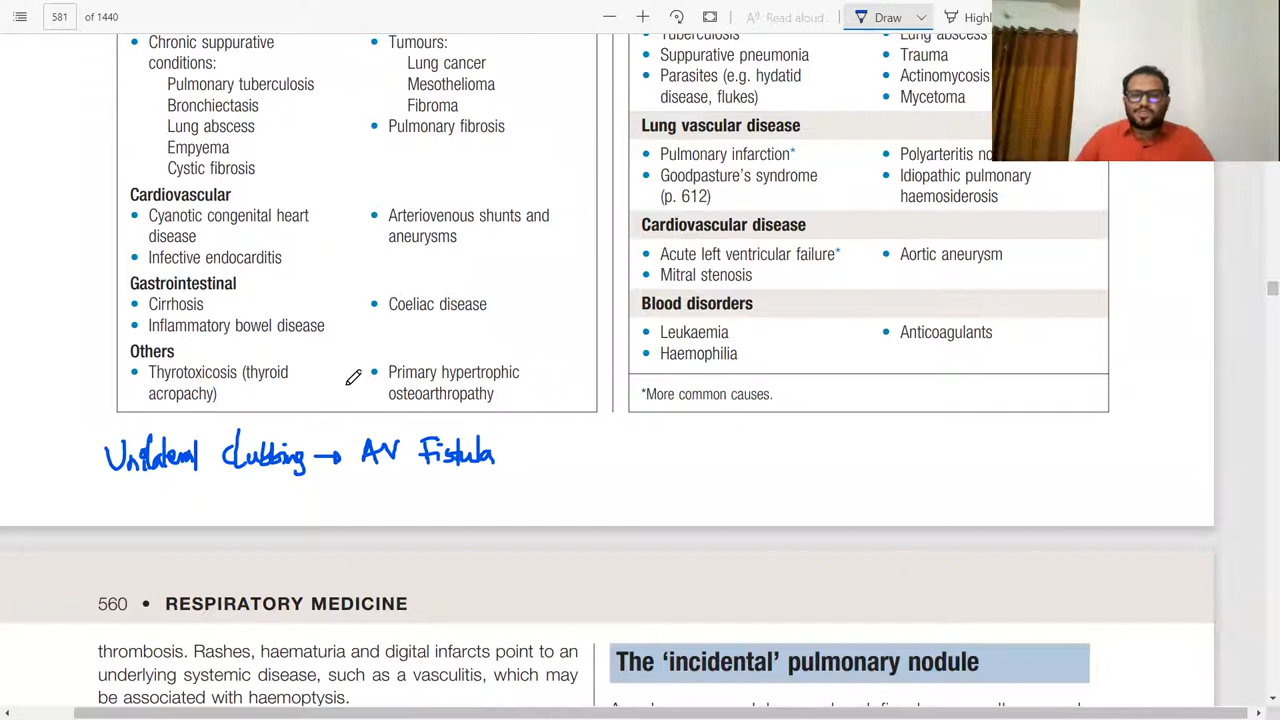 581 of 1440
Read aloud
Draw
• Chronic suppurative
conditions:
Pulmonary tuberculosis
Bronchiectasis
Lung abscess
Empyema
Cystic fibrosis
• Tumours:
Lung cancer
Mesothelioma
Fibroma
• Pulmonary fibrosis
Cardiovascular
• Cyanotic congenital heart
disease
• Infective endocarditis
• Arteriovenous shunts and
aneurysms
Gastrointestinal
• Cirrhosis
• Inflammatory bowel disease
• Coeliac disease
Others
• Thyrotoxicosis (thyroid
acropachy)
• Primary hypertrophic
osteoarthropathy
Tuberculosis
• Suppurative pneumonia
• Parasites (e.g. hydatid
disease, flukes)
Lung abscess
• Trauma
• Actinomycosis
• Mycetoma
Lung vascular disease
• Pulmonary infarction*
• Goodpasture's syndrome
(p. 612)
• Polyarteritis
• Idiopathic pulmonary
haemosiderosis
Cardiovascular disease
• Acute left ventricular failure*
• Mitral stenosis
• Aortic aneurysm
Blood disorders
• Leukaemia
• Haemophilia
• Anticoagulants
*More common causes.
Unilateral clubbing → AV Fistula
560 • RESPIRATORY MEDICINE
thrombosis. Rashes, haematuria and digital infarcts point to an
underlying systemic disease, such as a vasculitis, which may
be associated with haemoptysis.
The 'incidental' pulmonary nodule